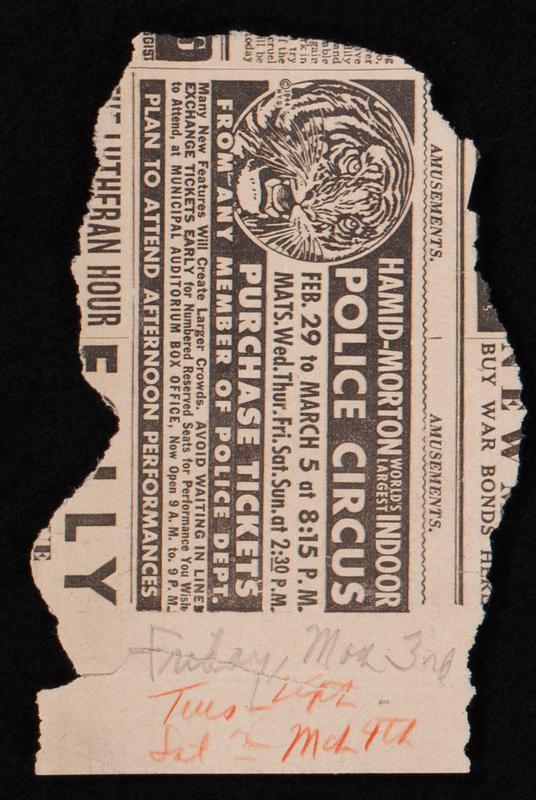 AMUSEMENTS.
AMUSEMENTS.
BUY WAR BONDS HERE
HAMID-MORTON WORLD'S LARGEST INDOOR
POLICE CIRCUS
FEB. 29 to MARCH 5 at 8:15 P. M.
MATS. Wed. Thur. Fri. Sat. Sun. at 2:30 P.M.
PURCHASE TICKETS
FROM ANY MEMBER OF POLICE DEPT.
Many New Features Will Create Larger Crowds. AVOID WAITING IN LINE!
EXCHANGE TICKETS EARLY for Numbered Reserved Seats for Performance You Wish
to Attend, at MUNICIPAL AUDITORIUM BOX OFFICE, Now Open 9 A. M. to 9 P. M.
PLAN TO ATTEND AFTERNOON PERFORMANCES
LUTHERAN HOUR
LY
Friday, Mch 3rd
Tues
Sat Mch 4th